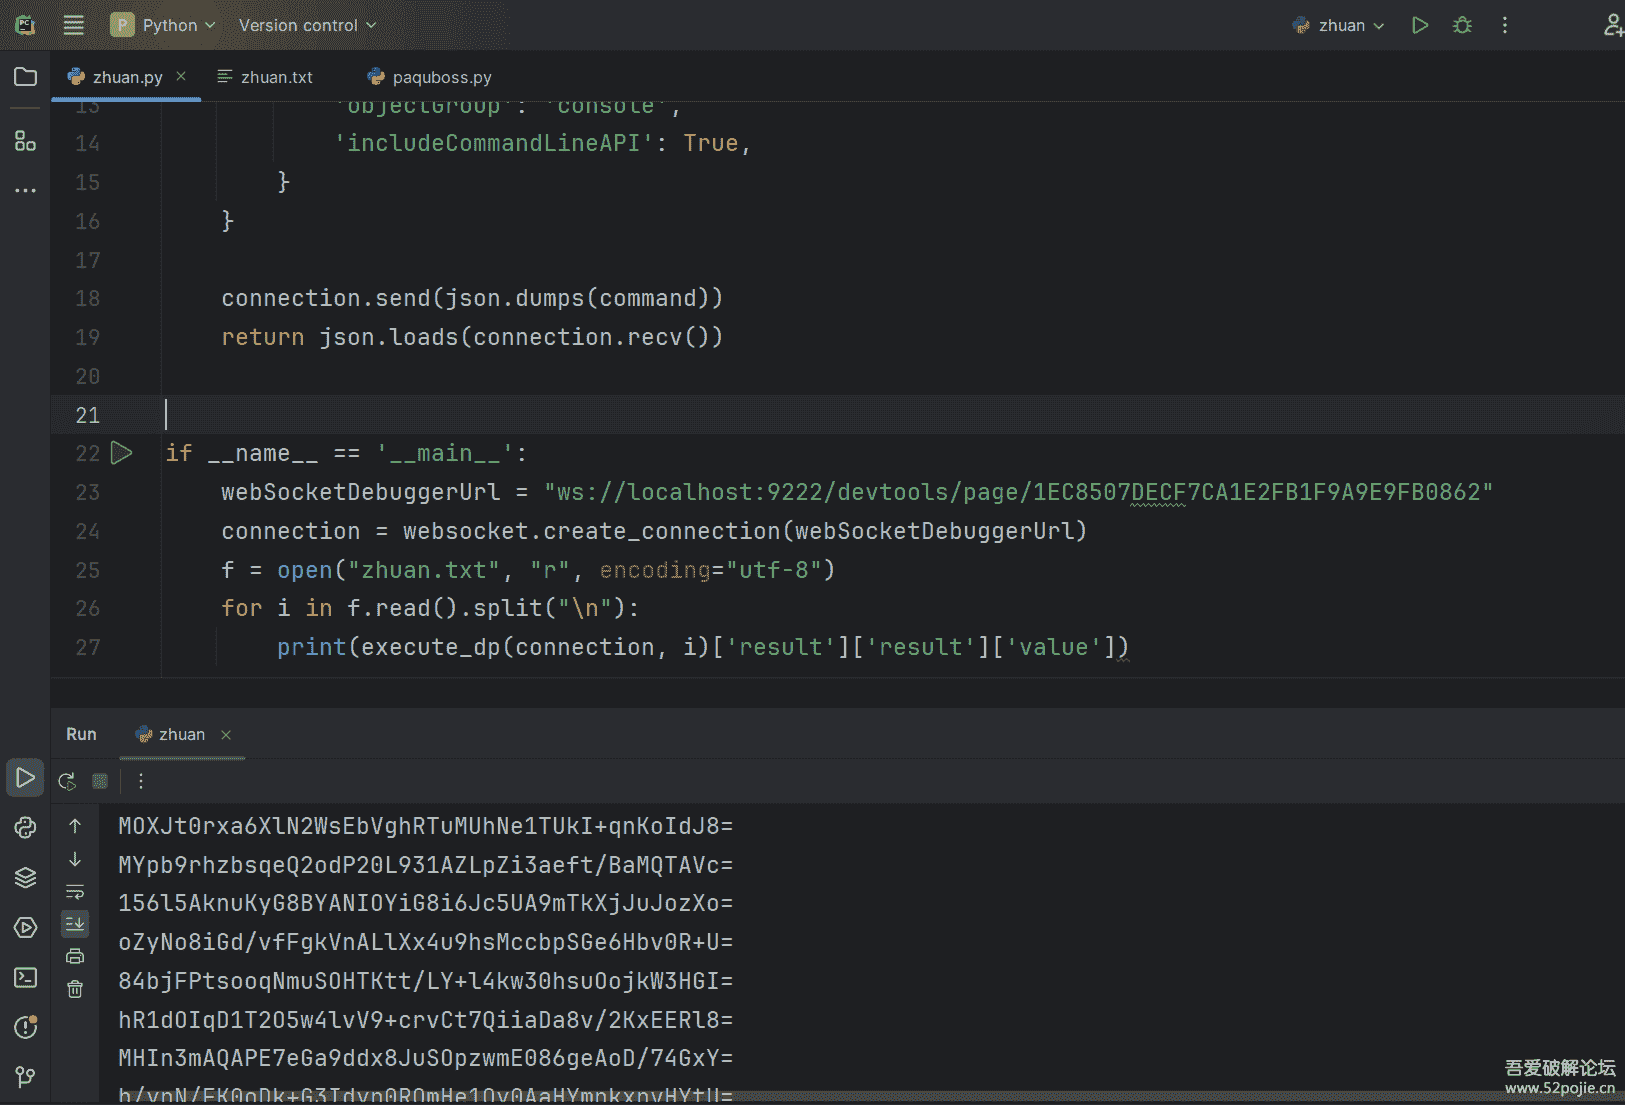 P Python Version control zhuan
zhuan.py zhuan.txt paquboss.py
13 'objectGroup': 'console',
14 'includeCommandLineAPI': True,
15 }
16 }
17
18 connection.send(json.dumps(command))
19 return json.loads(connection.recv())
20
21
22 if __name__ == '__main__':
23 webSocketDebuggerUrl = "ws://localhost:9222/devtools/page/1EC8507DECF7CA1E2FB1F9A9E9FB0862"
24 connection = websocket.create_connection(webSocketDebuggerUrl)
25 f = open("zhuan.txt", "r", encoding="utf-8")
26 for i in f.read().split("\n"):
27 print(execute_dp(connection, i)['result']['result']['value'])
Run zhuan
MOXJt0rxa6XlN2WsEbVghRTuMUhNe1TUkI+qnKoIdJ8=
MYpb9rhzbsqeQ2odP20L931AZLpZi3aeft/BaMQTAVc=
156l5AknuKyG8BYANIOYiG8i6Jc5UA9mTkXjJuJozXo=
oZyNo8iGd/vfFgkVnALlXx4u9hsMccbpSGe6Hbv0R+U=
84bjFPtsooqNmuSOHTKtt/LY+l4kw30hsuOojkW3HGI=
hR1dOIqD1T2O5w4lvV9+crvCt7QiiaDa8v/2KxEERl8=
MHIn3mAQAPE7eGa9ddx8JuSOpzwmE086geAoD/74GxY=
吾爱破解论坛
www.52pojie.cn